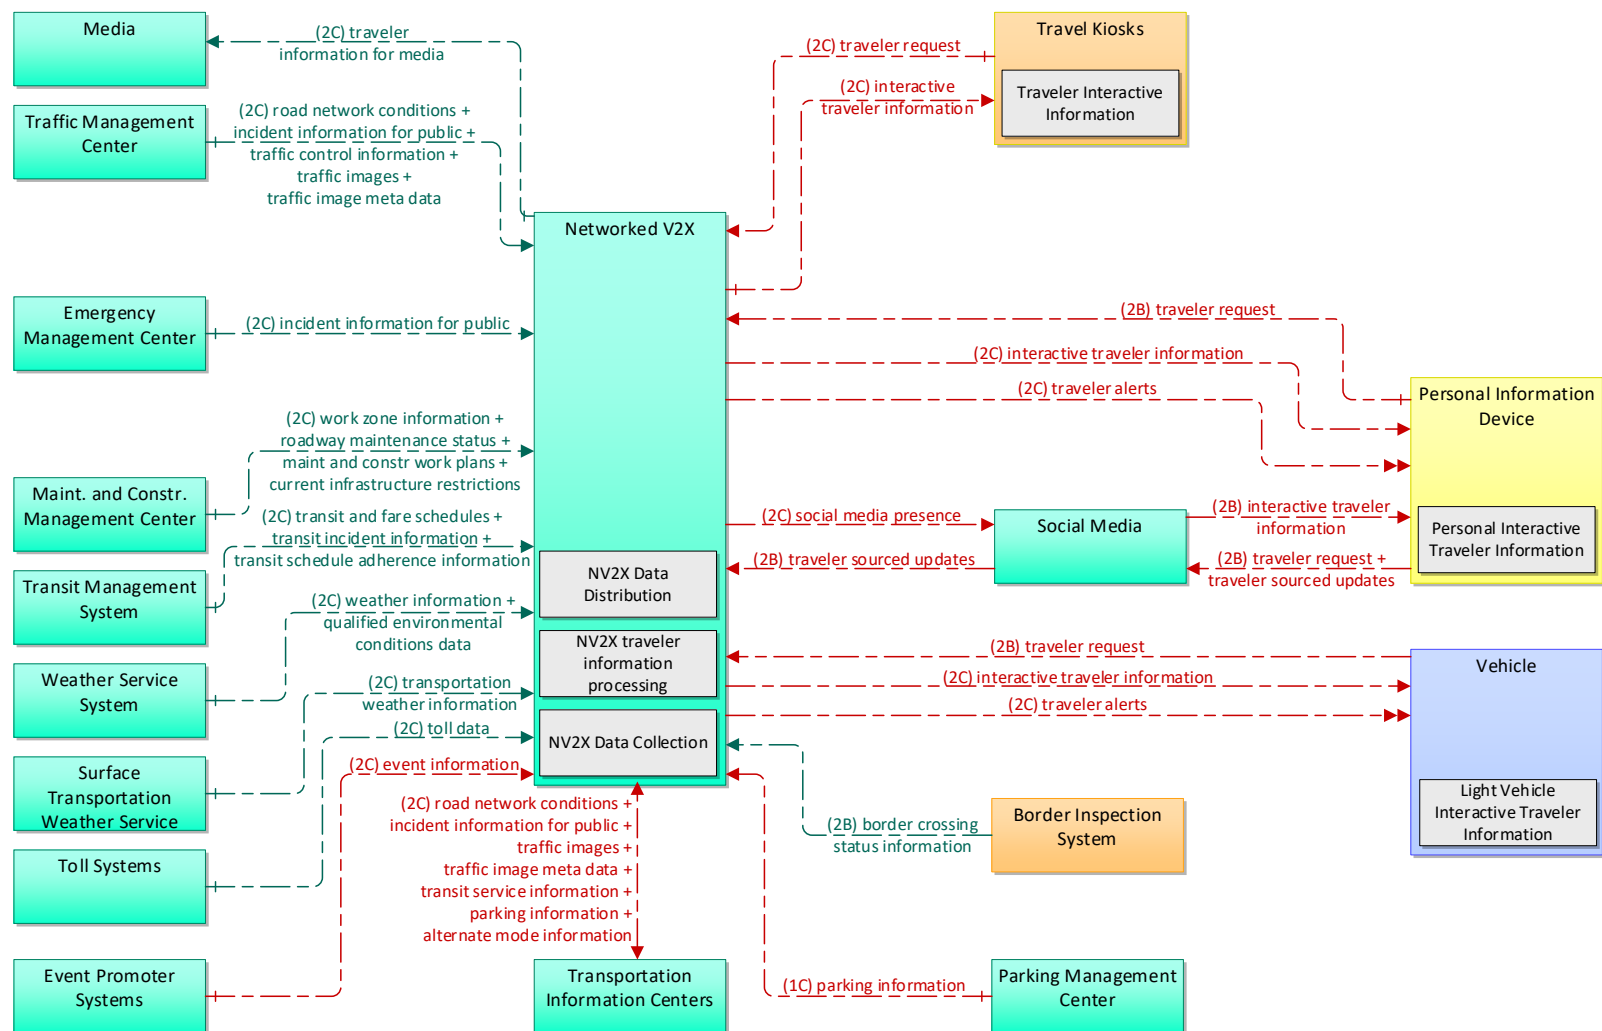 Media
(2C) traveler
information for media
Travel Kiosks
(2C) traveler request
Traveler Interactive
Information
(2C) interactive
traveler information
Traffic Management
Center
(2C) road network conditions +
incident information for public +
traffic control information +
traffic images +
traffic image meta data
Networked V2X
Emergency
Management Center
(2C) incident information for public
(2B) traveler request
(2C) interactive traveler information
(2C) traveler alerts
Personal Information
Device
Personal Interactive
Traveler Information
Maint. and Constr.
Management Center
(2C) work zone information +
roadway maintenance status +
maint and constr work plans +
current infrastructure restrictions
(2C) social media presence
Social Media
(2B) interactive traveler
information
(2B) traveler sourced updates
(2B) traveler request +
traveler sourced updates
Transit Management
System
(2C) transit and fare schedules +
transit incident information +
transit schedule adherence information
NV2X Data
Distribution
Weather Service
System
(2C) weather information +
qualified environmental
conditions data
NV2X traveler
information
processing
(2B) traveler request
(2C) interactive traveler information
(2C) traveler alerts
Vehicle
Light Vehicle
Interactive Traveler
Information
Surface
Transportation
Weather Service
(2C) transportation
weather information
(2C) toll data
NV2X Data Collection
Toll Systems
(2C) event information
Event Promoter
Systems
(2C) road network conditions +
incident information for public +
traffic images +
traffic image meta data +
transit service information +
parking information +
alternate mode information
Transportation
Information Centers
(2B) border crossing
status information
Border Inspection
System
(1C) parking information
Parking Management
Center